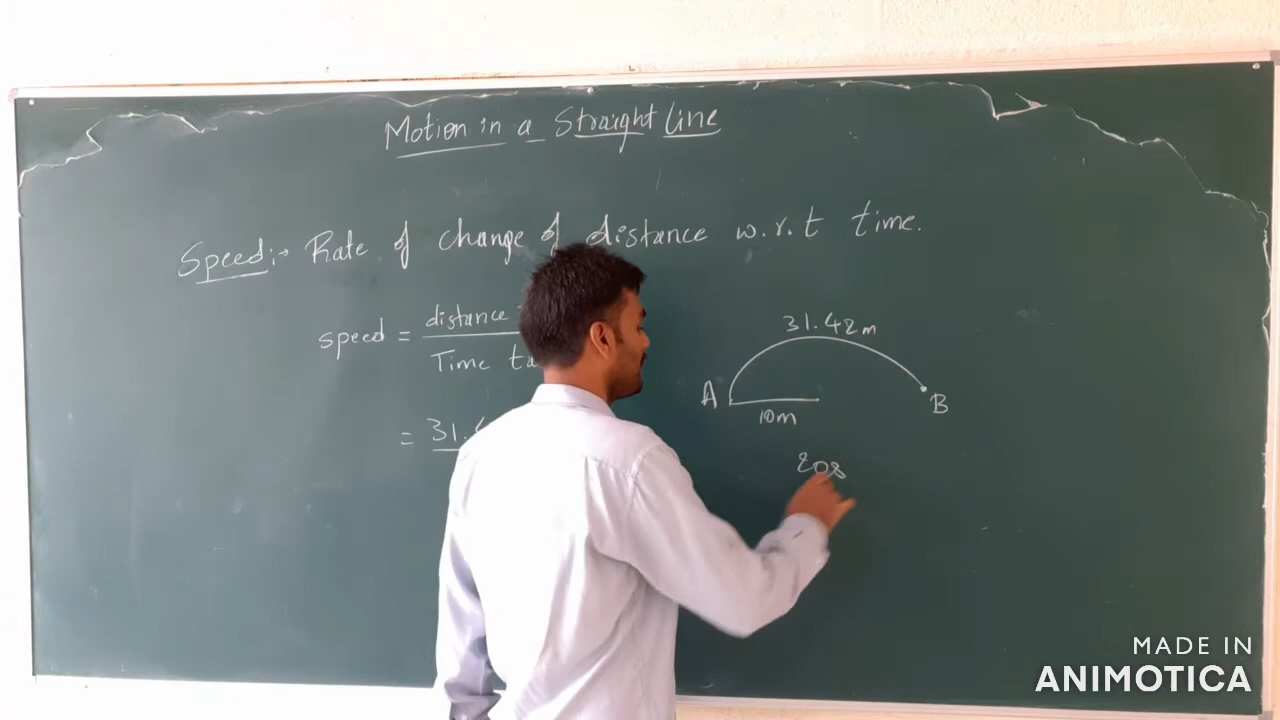 Motion in a Straight Line
Speed:→ Rate of change of distance w.r.t time.
speed = distance
Time
= 31.
31.42m
A
10m
B
20s
MADE IN
ANIMOTICA